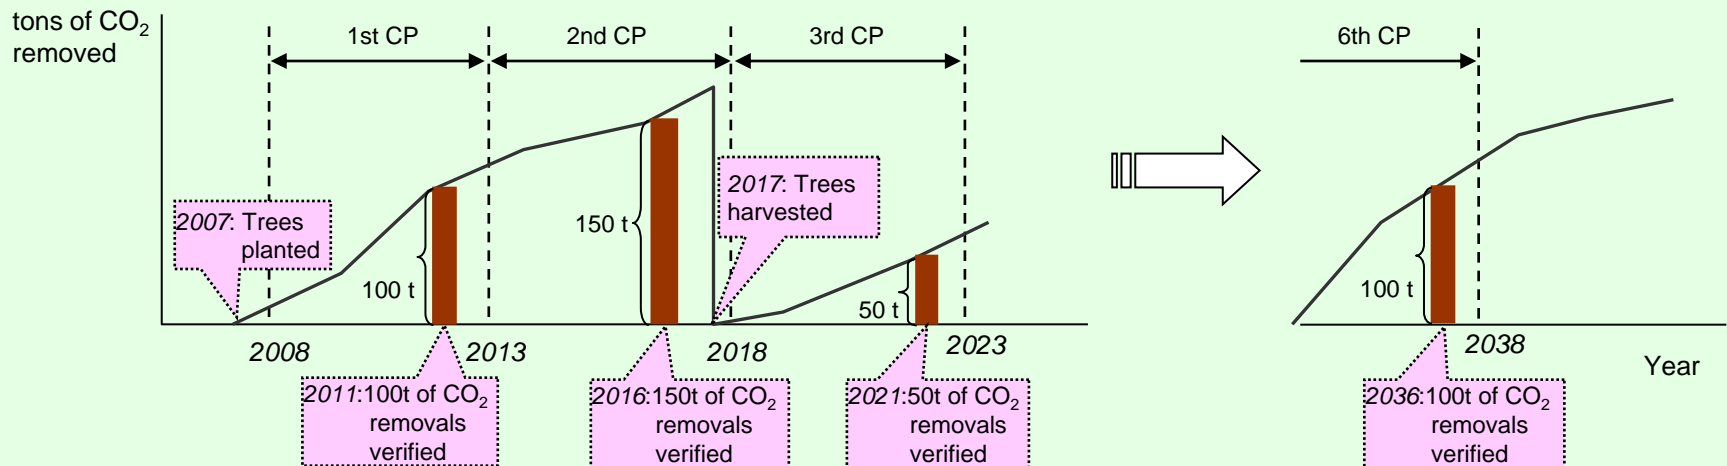 tons of CO₂
removed
1st CP
2nd CP
3rd CP
6th CP
2007: Trees
planted
2017: Trees
harvested
100 t
150 t
50 t
100 t
2008
2013
2018
2023
2038
Year
2011:100t of CO₂
removals
verified
2016:150t of CO₂
removals
verified
2021:50t of CO₂
removals
verified
2036:100t of CO₂
removals
verified